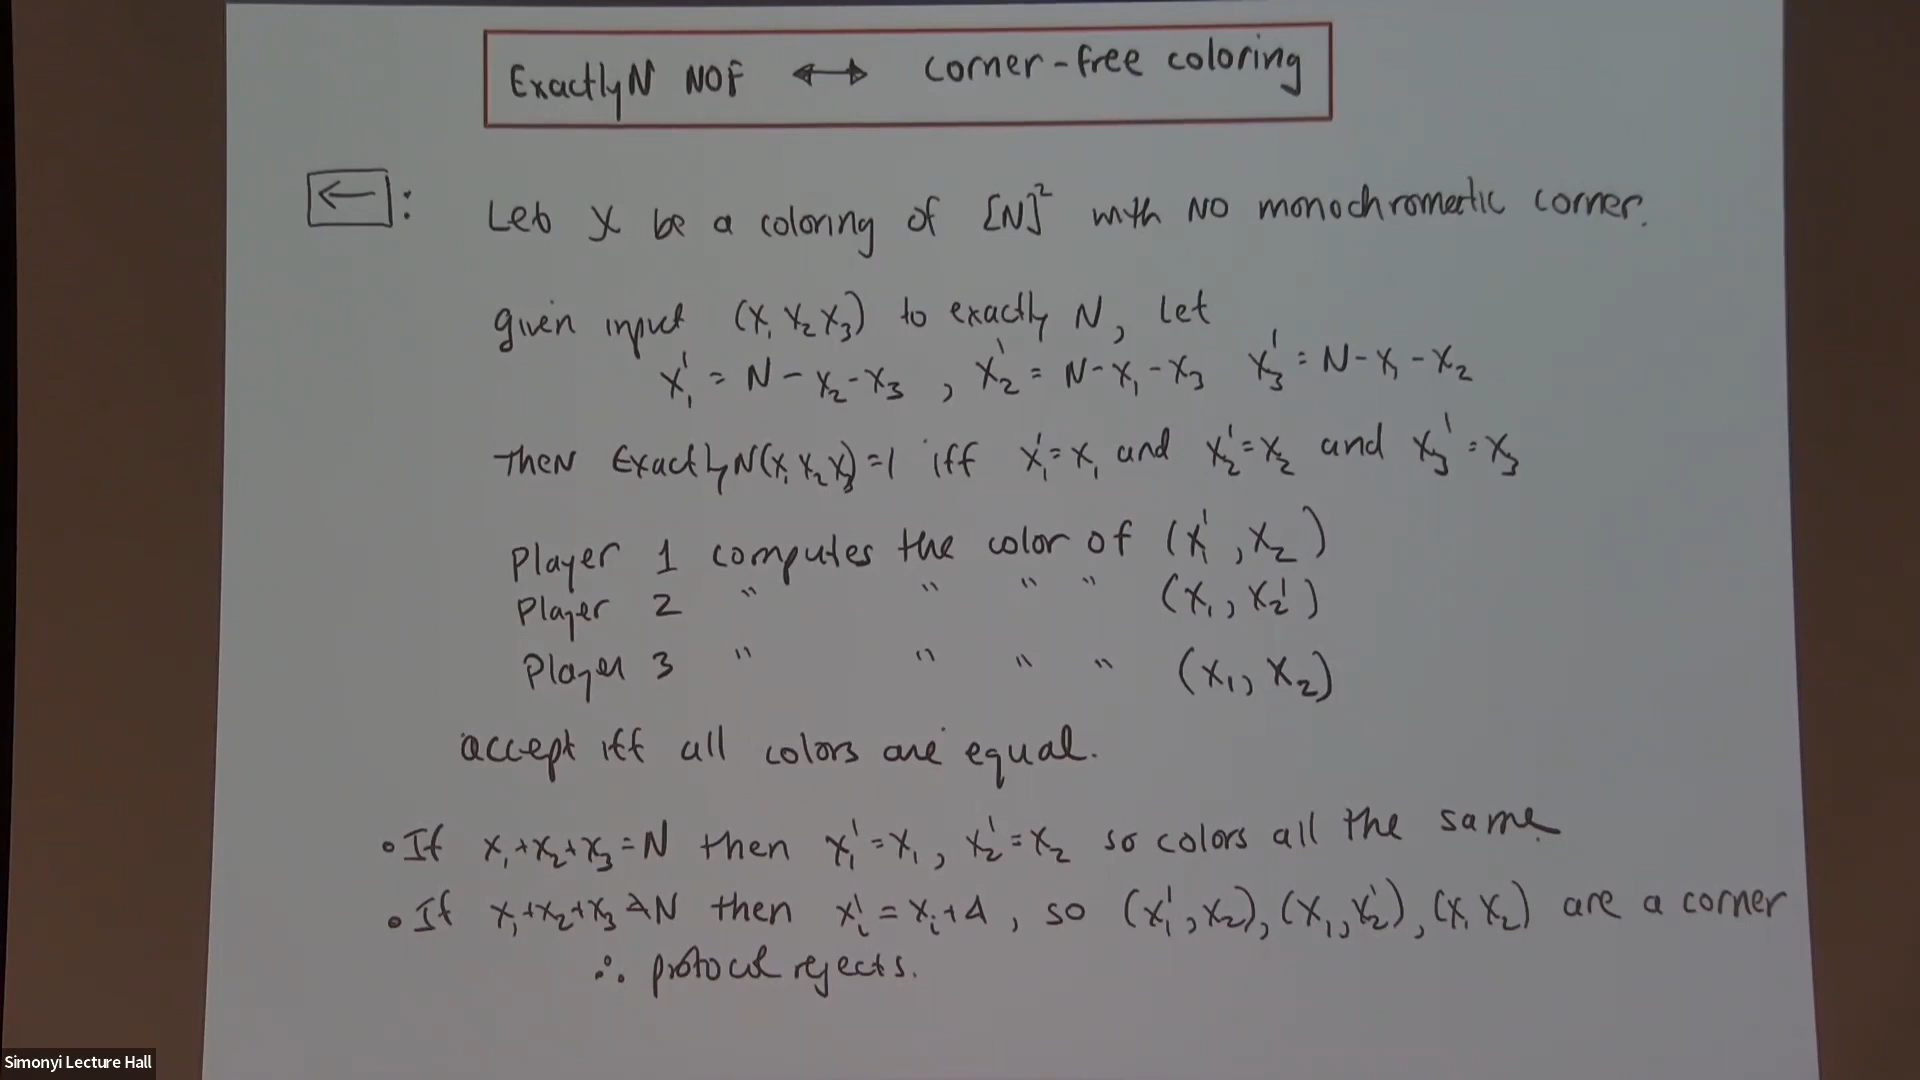 ExactlyN NOF ↔ corner-free coloring
←: Let χ be a coloring of [N]² with NO monochromatic corner.
given input (x₁ x₂ x₃) to exactly N, let
x₁' = N - x₂ - x₃ , x₂' = N - x₁ - x₃ x₃' = N - x₁ - x₂
Then ExactlyN(x₁ x₂ x₃)=1 iff x₁'=x₁ and x₂'=x₂ and x₃'=x₃
Player 1 computes the color of (x₁', x₂)
Player 2 " " " " (x₁, x₂')
Player 3 " " " " (x₁, x₂)
accept iff all colors are equal.
• If x₁+x₂+x₃=N then x₁'=x₁, x₂'=x₂ so colors all the same.
• If x₁+x₂+x₃ ≠N then xᵢ' = xᵢ+Δ, so (x₁', x₂), (x₁, x₂'), (x₁ x₂) are a corner
∴ protocol rejects.
Simonyi Lecture Hall